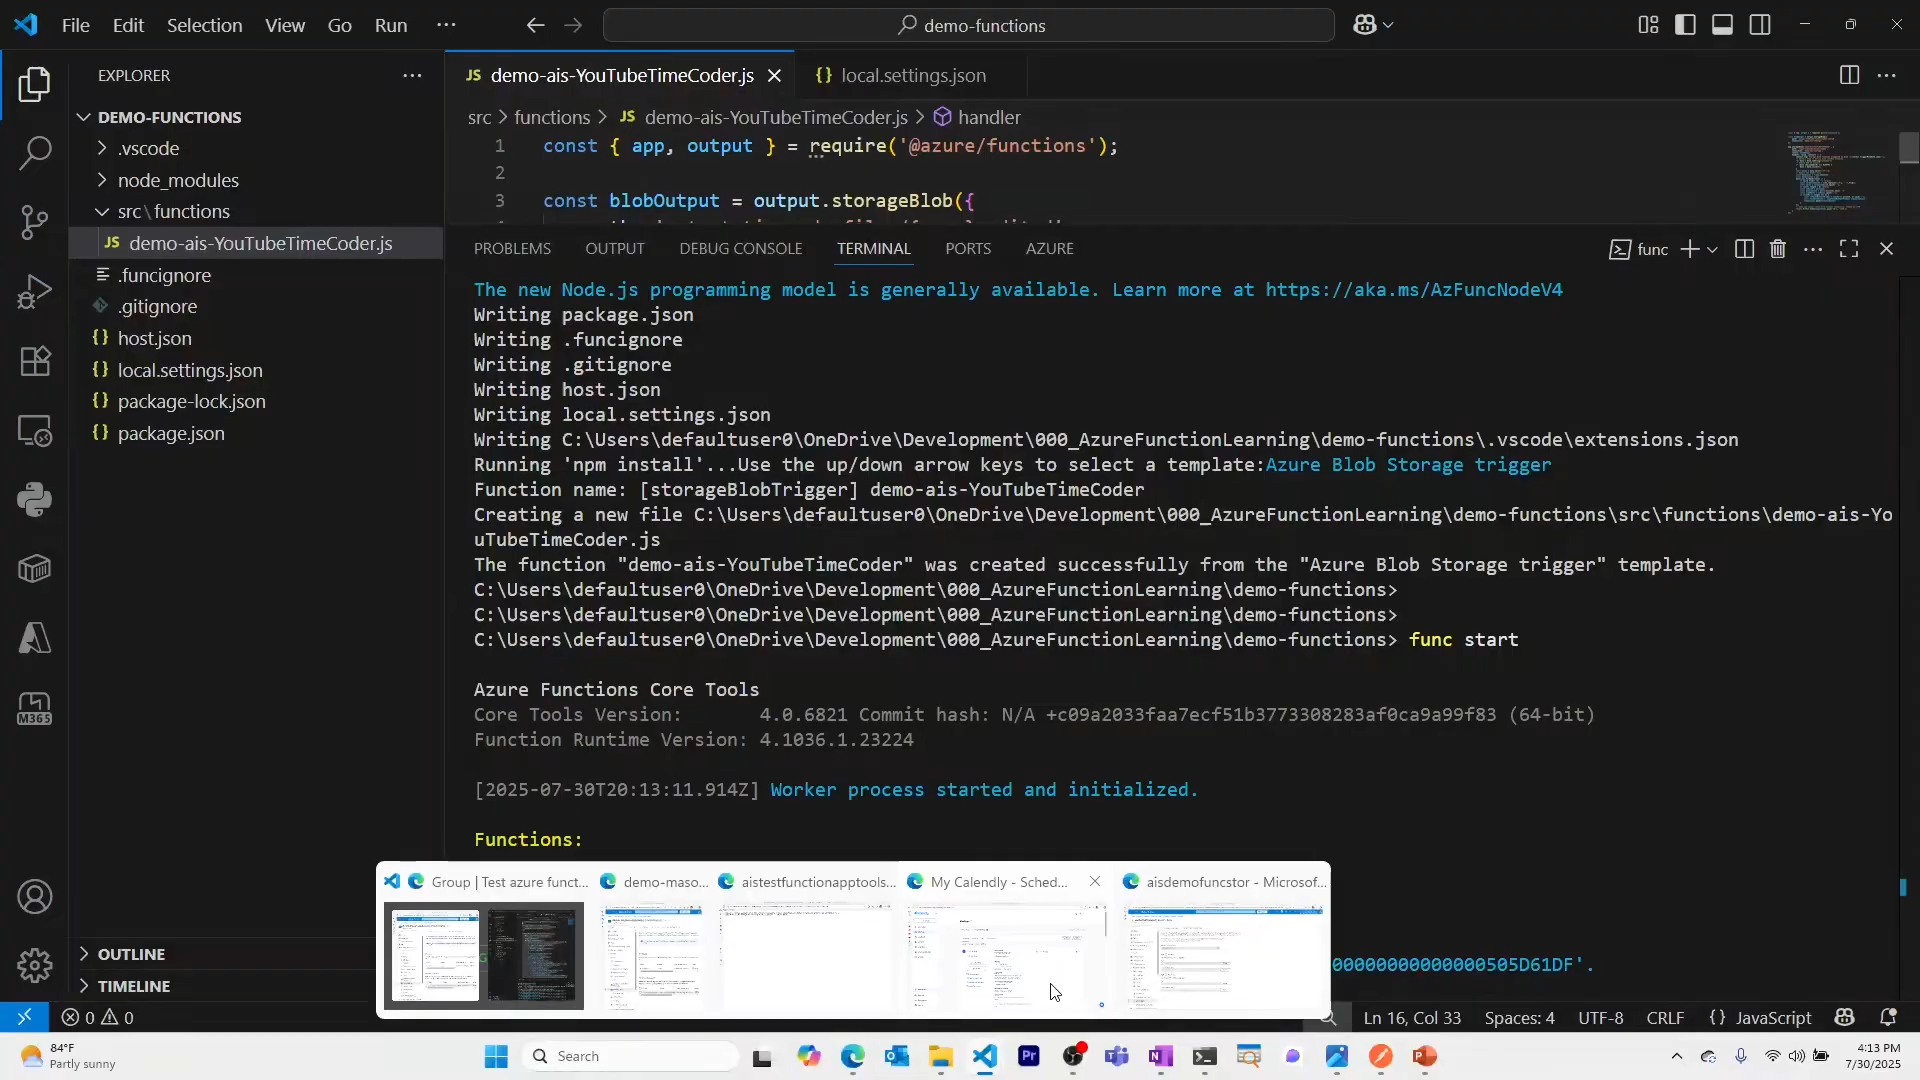 File Edit Selection View Go Run ···
demo-functions
EXPLORER
DEMO-FUNCTIONS
.vscode
node_modules
src\functions
JS demo-ais-YouTubeTimeCoder.js
.funcignore
.gitignore
{} host.json
{} local.settings.json
{} package-lock.json
{} package.json
OUTLINE
TIMELINE
M365
JS demo-ais-YouTubeTimeCoder.js
{} local.settings.json
src > functions > JS demo-ais-YouTubeTimeCoder.js > handler
1 const { app, output } = require('@azure/functions');
2
3 const blobOutput = output.storageBlob({
PROBLEMS OUTPUT DEBUG CONSOLE TERMINAL PORTS AZURE
func
The new Node.js programming model is generally available. Learn more at https://aka.ms/AzFuncNodeV4
Writing package.json
Writing .funcignore
Writing .gitignore
Writing host.json
Writing local.settings.json
Writing C:\Users\defaultuser0\OneDrive\Development\000_AzureFunctionLearning\demo-functions\.vscode\extensions.json
Running 'npm install'...Use the up/down arrow keys to select a template:Azure Blob Storage trigger
Function name: [storageBlobTrigger] demo-ais-YouTubeTimeCoder
Creating a new file C:\Users\defaultuser0\OneDrive\Development\000_AzureFunctionLearning\demo-functions\src\functions\demo-ais-Yo
uTubeTimeCoder.js
The function "demo-ais-YouTubeTimeCoder" was created successfully from the "Azure Blob Storage trigger" template.
C:\Users\defaultuser0\OneDrive\Development\000_AzureFunctionLearning\demo-functions>
C:\Users\defaultuser0\OneDrive\Development\000_AzureFunctionLearning\demo-functions>
C:\Users\defaultuser0\OneDrive\Development\000_AzureFunctionLearning\demo-functions> func start
Azure Functions Core Tools
Core Tools Version: 4.0.6821 Commit hash: N/A +c09a2033faa7ecf51b3773308283af0ca9a99f83 (64-bit)
Function Runtime Version: 4.1036.1.23224
[2025-07-30T20:13:11.914Z] Worker process started and initialized.
Functions:
Group | Test azure funct...
demo-maso...
aistestfunctionapptools...
My Calendly - Sched...
aisdemofuncstor - Microsof...
000000000000000505D61DF'.
0 0
Ln 16, Col 33 Spaces: 4 UTF-8 CRLF {} JavaScript
84°F
Partly sunny
Search
Pr
4:13 PM
7/30/2025